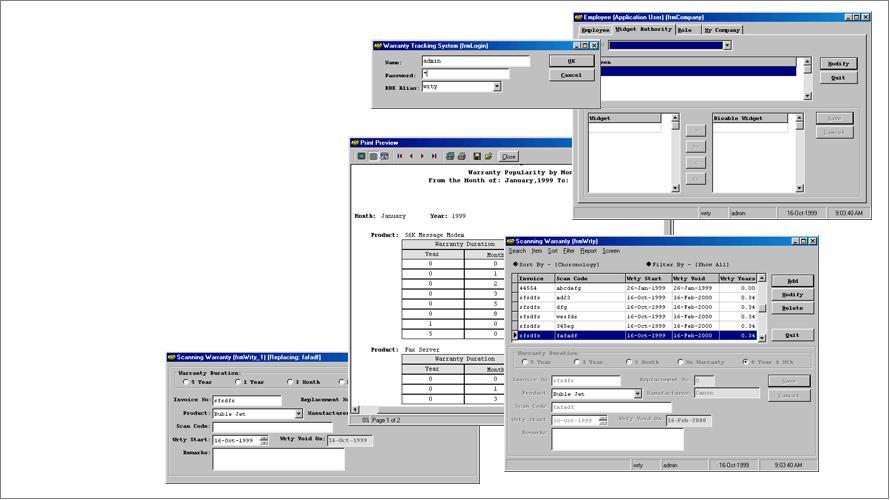 Employee (Application User) (frmCompany)
Employee Widget Authority Role My Company
Modify
Quit
Widget Disable Widget
Save
Cancel
wrty admin 16-Oct-1999 9:03:40 AM
Warranty Tracking System (frmLogin)
Name: admin OK
Password: * Cancel
BDE Alias: wrty
Print Preview
Close
Warranty Popularity by Mon
From the Month of: January,1999 To:
Month: January Year: 1999
Product: 56K Message Modem
Warranty Duration
Year Month
0 0
0 1
0 2
0 3
0 5
0 8
1 0
5
Product: Fax Server
Warranty Duration
Year Month
0 0
0 1
0 3
0% Page 1 of 2
Scanning Warranty (frmWrty)
Search Item Sort Filter Report Screen
Sort By - [Choronology] Filter By - [Show All]
Invoice Scan Code Wrty Start Wrty Void Wrty Years
44554 abcdefg 26-Jan-1999 26-Jan-1999 0.00
sfsdfs ad23 16-Oct-1999 16-Feb-2000 0.34
sfsdfs dfg 16-Oct-1999 16-Feb-2000 0.34
sfsdfs wesfds 16-Oct-1999 16-Feb-2000 0.34
sfsdfs 345eg 16-Oct-1999 16-Feb-2000 0.34
sfsdfs fafadf 16-Oct-1999 16-Feb-2000 0.34
Add
Modify
Delete
Quit
Warranty Duration:
5 Year 1 Year 3 Month No Warranty 0 Year 4 Mth
Invoice No sfsdfs Replacement No 0 Save
Product Buble Jet Manufacturer: Canon Cancel
Scan Code fafadf
Wrty Start 16-Oct-1999 Wrty Void On: 16-Feb-2000
Remarks
wrty admin 16-Oct-1999 9:03:40 AM
Scanning Warranty (frmWrty_1) [Replacing: fafadf]
Warranty Duration:
5 Year 1 Year 3 Month
Invoice No: sfsdfs Replacement
Product: Buble Jet Manufacturer
Scan Code:
Wrty Start: 16-Oct-1999 Wrty Void On: 16-Oct-1999
Remarks: